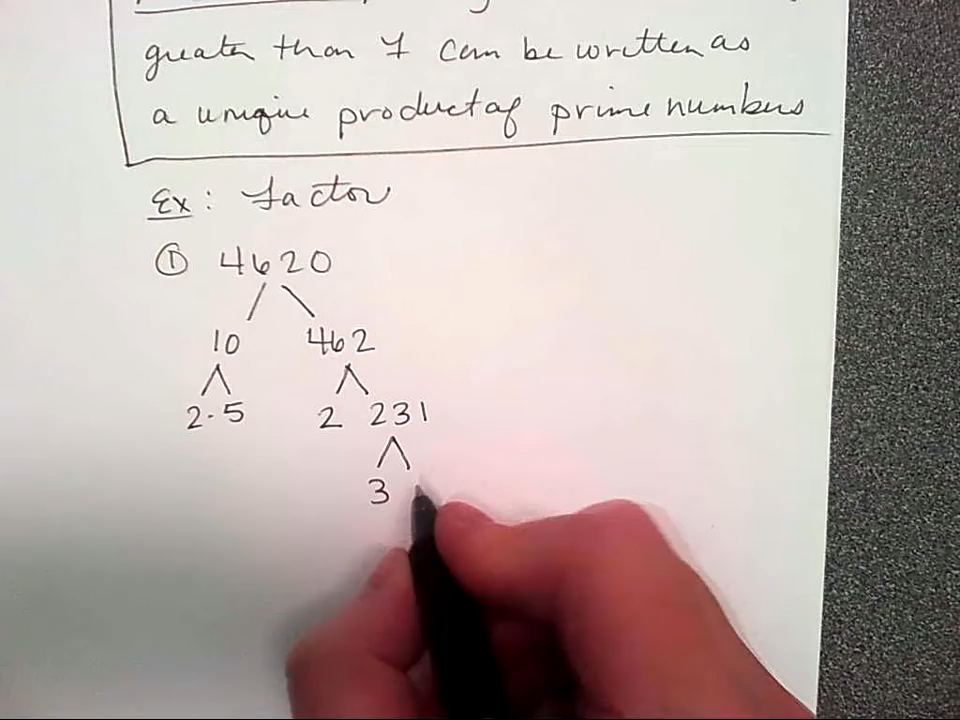 greater than 1 can be written as
a unique product of prime numbers
Ex: Factor
① 4620
10 462
2·5 2 231
3